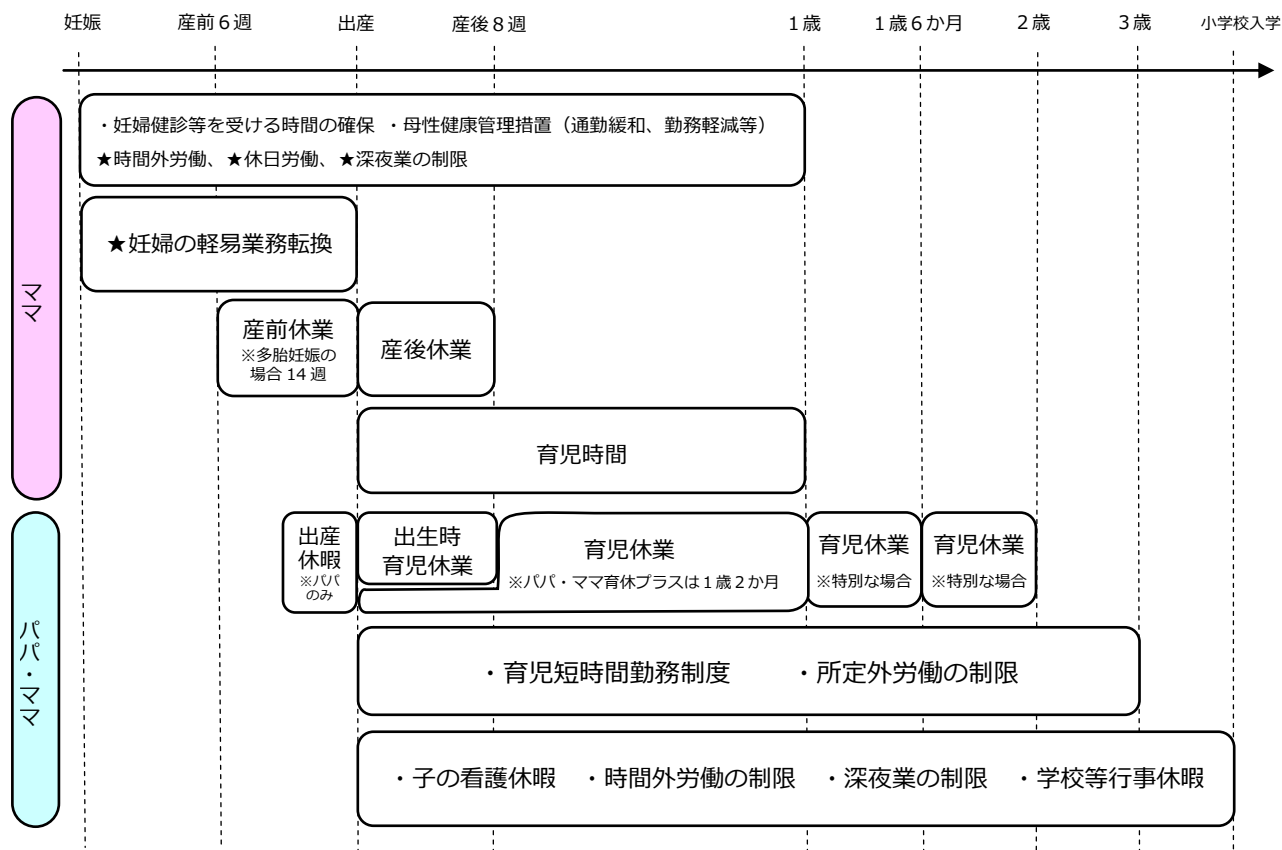 妊娠 産前６週 出産 産後８週 １歳 １歳６か月 ２歳 ３歳 小学校入学
ママ
・妊婦健診等を受ける時間の確保 ・母性健康管理措置（通勤緩和、勤務軽減等）
★時間外労働、★休日労働、★深夜業の制限
★妊婦の軽易業務転換
産前休業
※多胎妊娠の
場合 14 週
産後休業
育児時間
パパ・ママ
出産
休暇
※パパ
のみ
出生時
育児休業
育児休業
※パパ・ママ育休プラスは１歳２か月
育児休業
※特別な場合
育児休業
※特別な場合
・育児短時間勤務制度 ・所定外労働の制限
・子の看護休暇 ・時間外労働の制限 ・深夜業の制限 ・学校等行事休暇